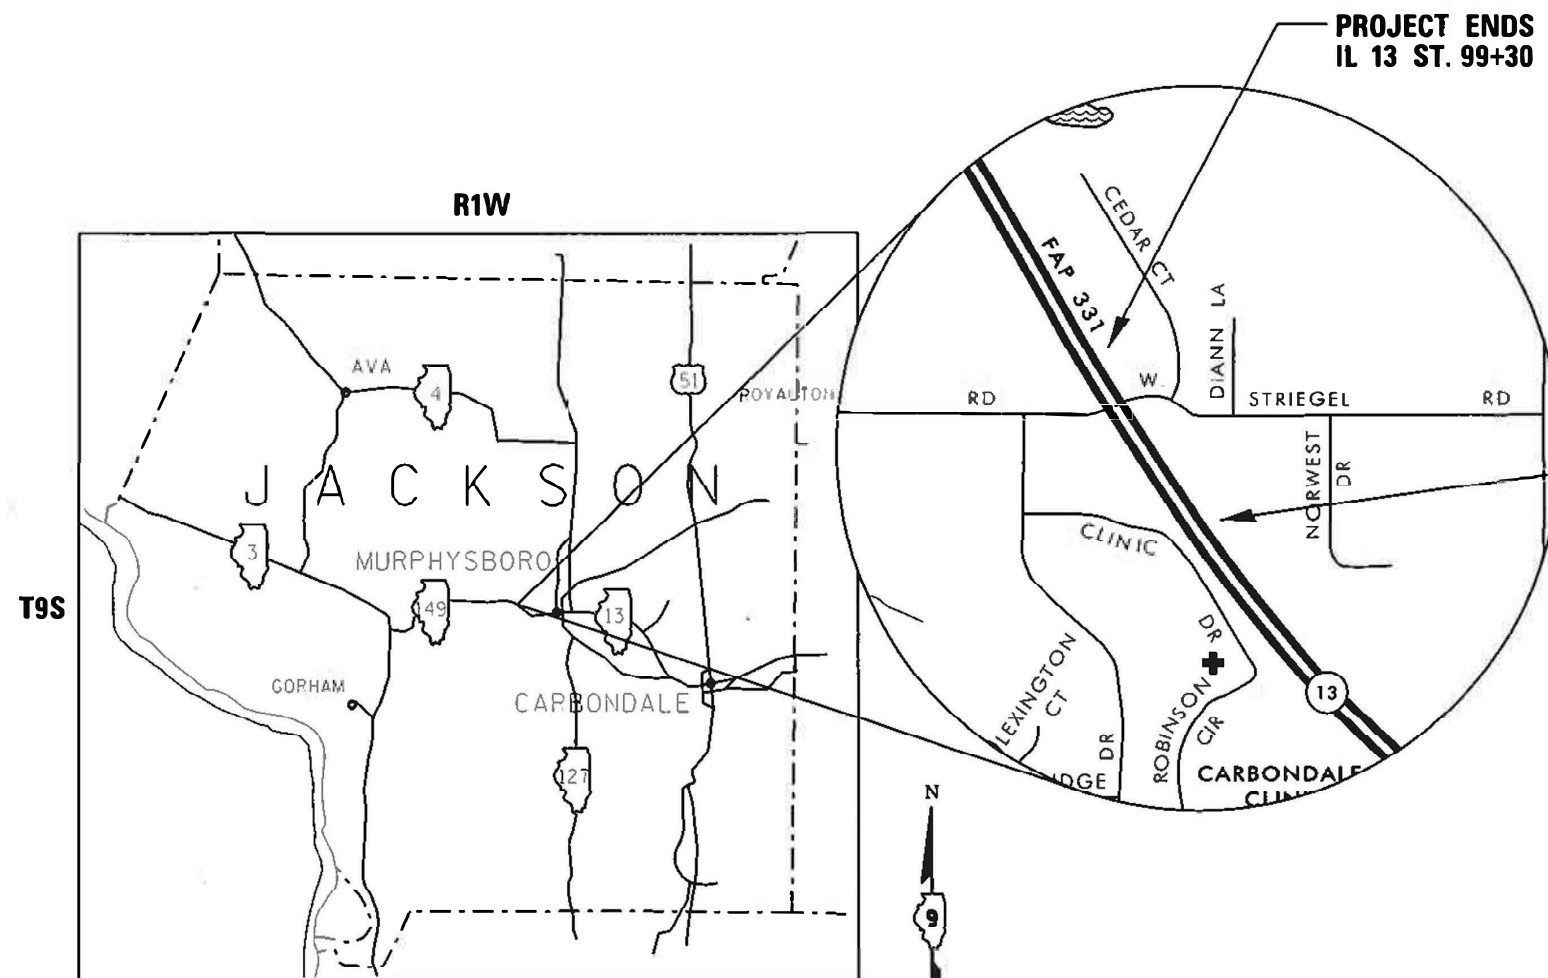 PROJECT ENDS
IL 13 ST. 99+30
R1W
T9S
AVA
4
51
ROYALTON
JACKSON
3
MURPHYSBORO
149
13
GORHAM
CARBONDALE
127
CEDAR CT
FAP 331
DIANN LA
W.
RD
STRIEGEL
RD
NORWEST
DR
CLINIC
DR
LEXINGTON
CT
DR
ROBINSON
CIR
13
CARBONDALE
N
9